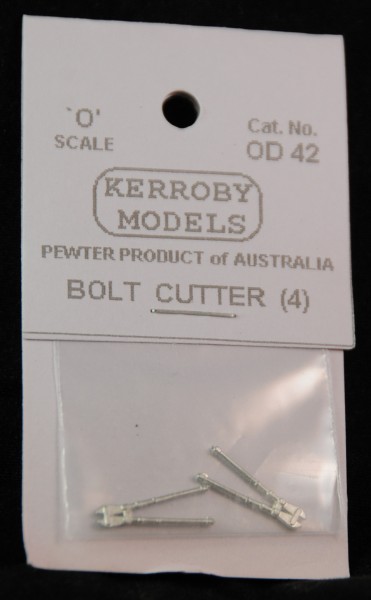 'O'
SCALE
Cat. No.
OD 42
KERROBY
MODELS
PEWTER PRODUCT of AUSTRALIA
BOLT CUTTER (4)